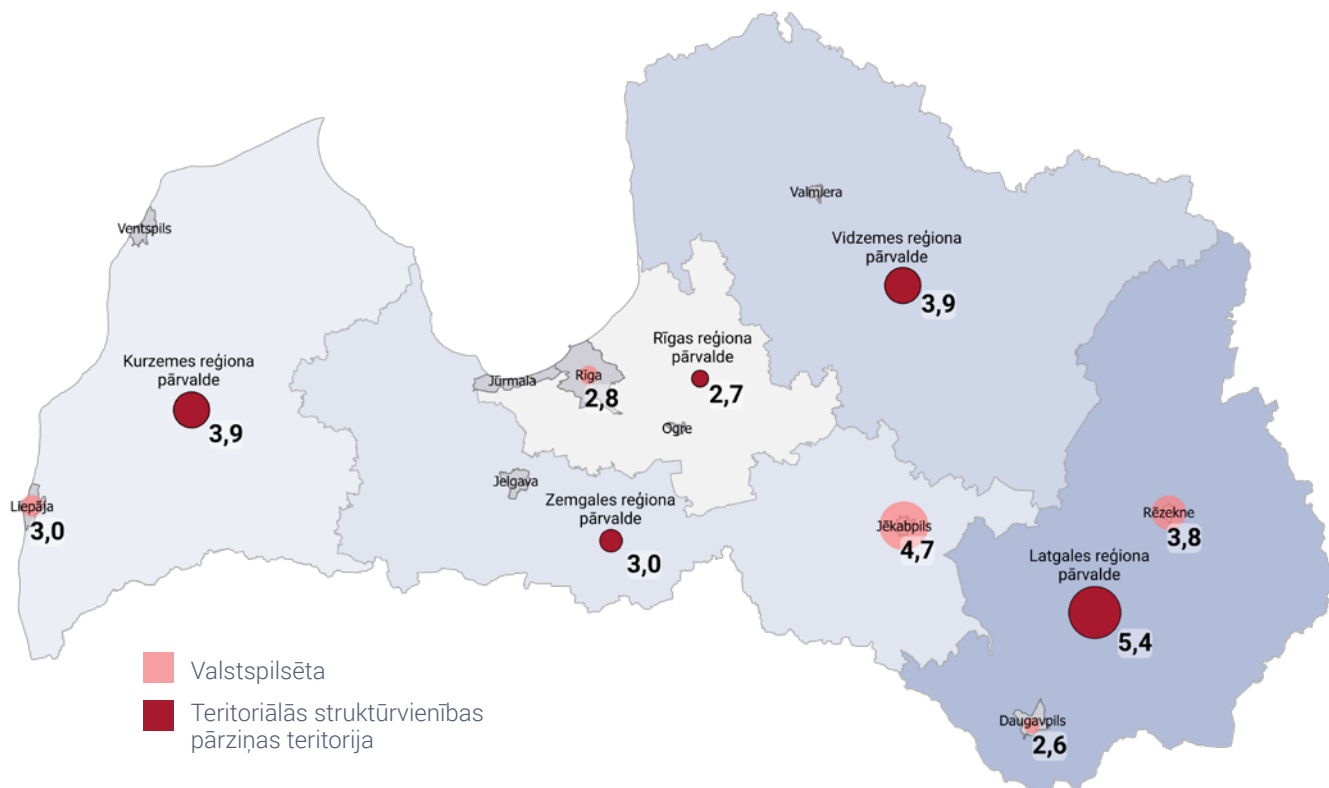 Valmiera
Ventspils
Vidzemes reģiona
pārvalde
3,9
Rīgas reģiona
pārvalde
2,7
Kurzemes reģiona
pārvalde
3,9
Jūrmala
Rīga
2,8
Ogre
Jelgava
Zemgales reģiona
pārvalde
3,0
Liepāja
3,0
Jēkabpils
4,7
Rēzekne
3,8
Latgales reģiona
pārvalde
5,4
Daugavpils
2,6
Valstspilsēta
Teritoriālās struktūrvienības
pārziņas teritorija